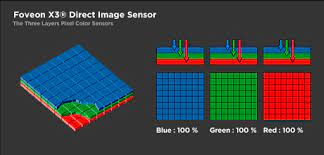 Foveon X3® Direct Image Sensor
The Three Layers Pixel Color Sensors
Blue : 100 %
Green : 100 %
Red : 100 %